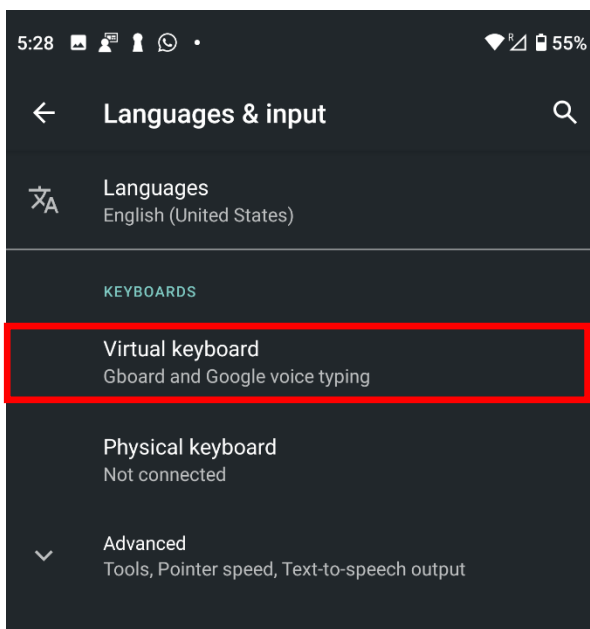 5:28 R 55%
Languages & input
Languages
English (United States)
KEYBOARDS
Virtual keyboard
Gboard and Google voice typing
Physical keyboard
Not connected
Advanced
Tools, Pointer speed, Text-to-speech output